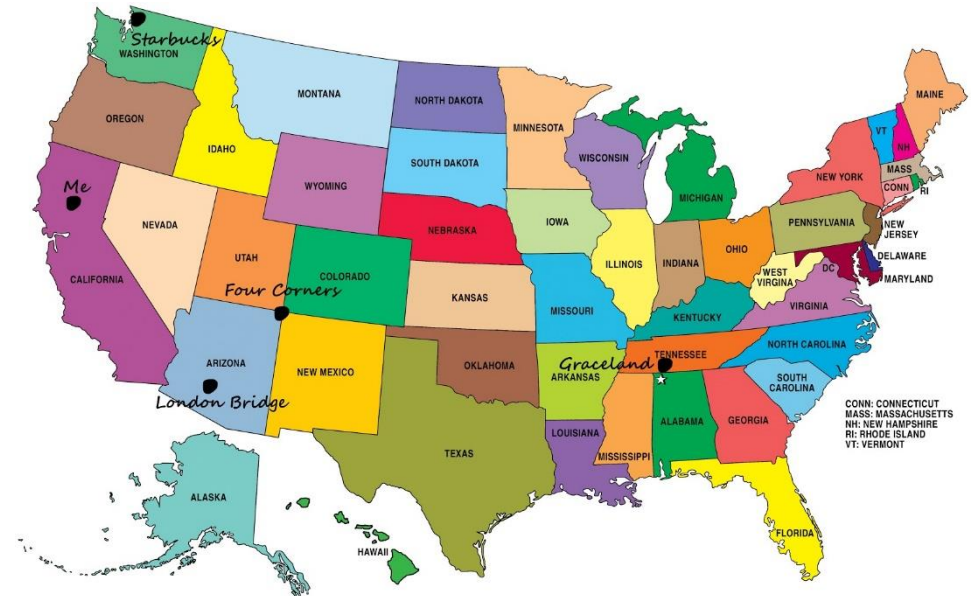 Starbucks
WASHINGTON
OREGON
IDAHO
MONTANA
NORTH DAKOTA
MINNESOTA
SOUTH DAKOTA
WYOMING
WISCONSIN
MICHIGAN
MAINE
VT
NH
MASS
NEW YORK
CONN
RI
Me
NEVADA
CALIFORNIA
UTAH
COLORADO
NEBRASKA
IOWA
KANSAS
ILLINOIS
INDIANA
OHIO
PENNSYLVANIA
NEW
JERSEY
DELAWARE
MARYLAND
DC
WEST
VIRGINA
VIRGINIA
Four Corners
MISSOURI
KENTUCKY
ARIZONA
NEW MEXICO
OKLAHOMA
ARKANSAS
Graceland
TENNESSEE
NORTH CAROLINA
SOUTH
CAROLINA
London Bridge
TEXAS
LOUISIANA
MISSISSIPPI
ALABAMA
GEORGIA
FLORIDA
ALASKA
HAWAII
CONN: CONNECTICUT
MASS: MASSACHUSETTS
NH: NEW HAMPSHIRE
RI: RHODE ISLAND
VT: VERMONT